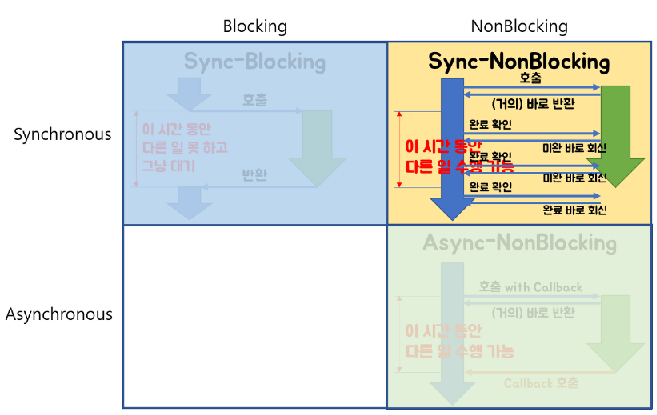 Blocking
NonBlocking
Synchronous
Sync-Blocking
호출
이 시간 동안
다른 일 못 하고
그냥 대기
반환
Sync-NonBlocking
호출
(거의) 바로 반환
완료 확인
미완 바로 회신
이 시간 동안
완료 확인
다른 일 수행 가능
미완 바로 회신
완료 확인
완료 바로 회신
Asynchronous
Async-NonBlocking
호출 with Callback
(거의) 바로 반환
이 시간 동안
다른 일 수행 가능
Callback 호출